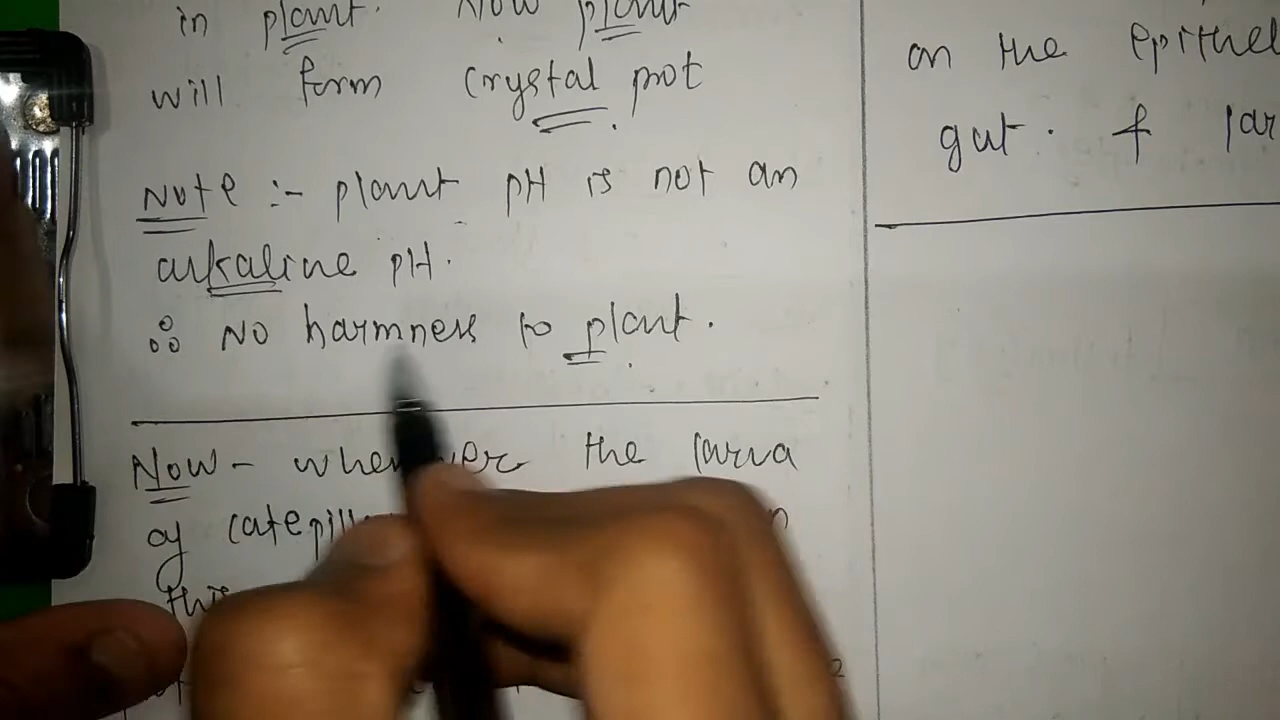 in plant. Now plant
will form crystal prot
Note :- plant pH is not an
alkaline pH.
∴ No harmness to plant.
Now - whenever the larva
of catepill
this
on the epithel
gut. & lar